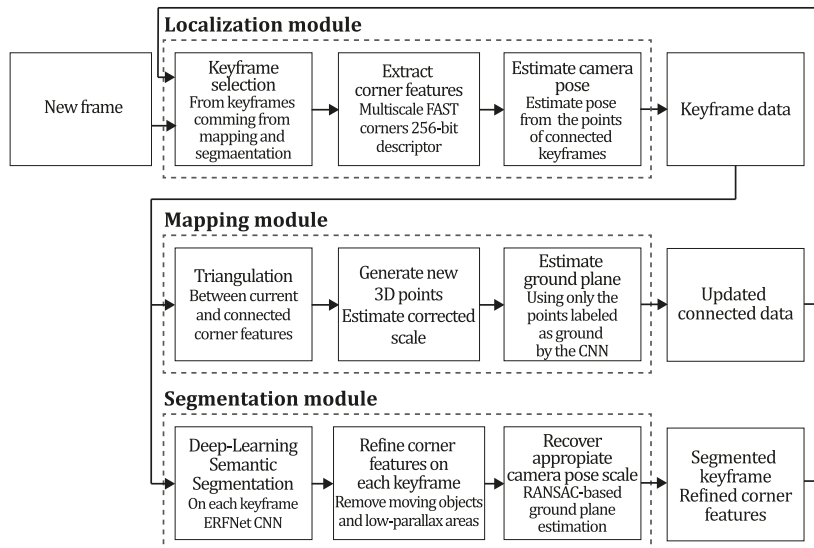 Localization module
New frame
Keyframe
selection
From keyframes
comming from
mapping and
segmaentation
Extract
corner features
Multiscale FAST
corners 256-bit
descriptor
Estimate camera
pose
Estimate pose
from the points
of connected
keyframes
Keyframe data
Mapping module
Triangulation
Between current
and connected
corner features
Generate new
3D points
Estimate corrected
scale
Estimate
ground plane
Using only the
points labeled
as ground
by the CNN
Updated
connected data
Segmentation module
Deep-Learning
Semantic
Segmentation
On each keyframe
ERFNet CNN
Refine corner
features on
each keyframe
Remove moving objects
and low-parallax areas
Recover
appropiate
camera pose scale
RANSAC-based
ground plane
estimation
Segmented
keyframe
Refined corner
features